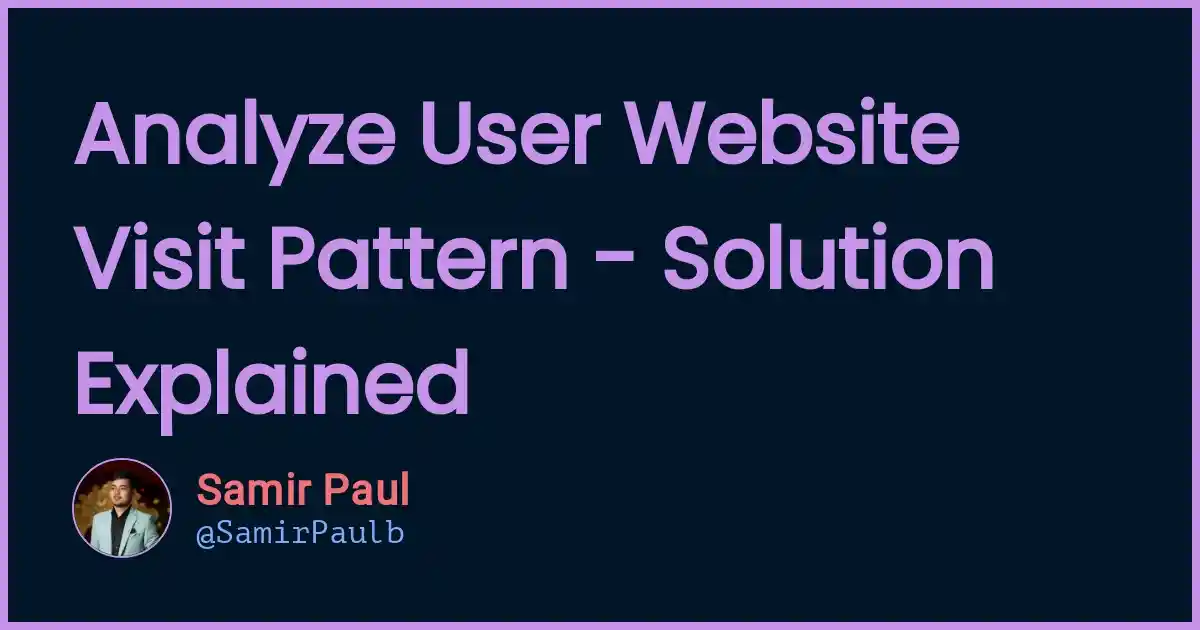 Analyze User Website
Visit Pattern - Solution
Explained
Samir Paul
@SamirPaulb